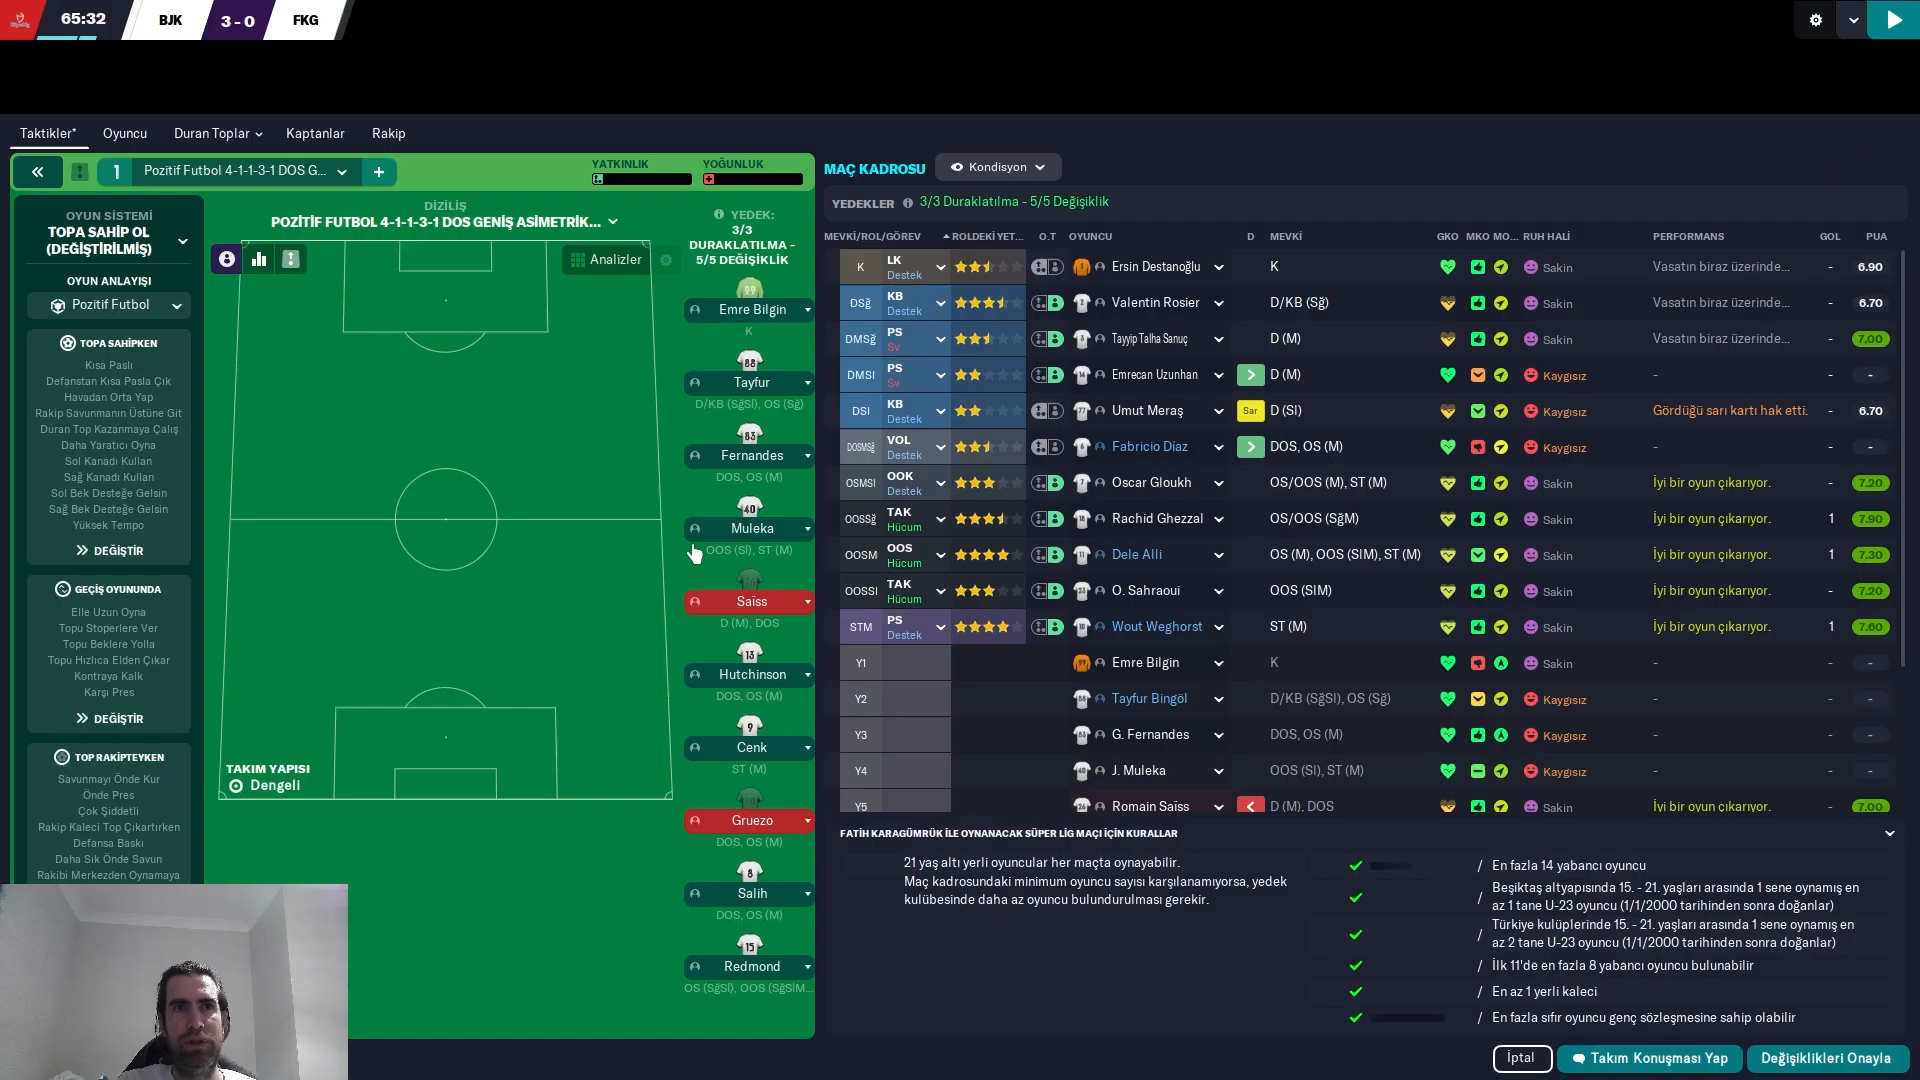 65:32
BJK
3 - 0
FKG
Taktikler*
Oyuncu
Duran Toplar
Kaptanlar
Rakip
1
Pozitif Futbol 4-1-1-3-1 DOS G...
+
YATKINLIK
YOĞUNLUK
OYUN SİSTEMİ
TOPA SAHİP OL
(DEĞİŞTİRİLMİŞ)
OYUN ANLAYIŞI
Pozitif Futbol
TOPA SAHİPKEN
Kısa Paslı
Defanstan Kısa Pasla Çık
Havadan Orta Yap
Rakip Savunmanın Üstüne Git
Duran Top Kazanmaya Çalış
Daha Yaratıcı Oyna
Sol Kanadı Kullan
Sağ Kanadı Kullan
Sol Bek Desteğe Gelsin
Sağ Bek Desteğe Gelsin
Yüksek Tempo
DEĞİŞTİR
GEÇİŞ OYUNUNDA
Elle Uzun Oyna
Topu Stoperlere Ver
Topu Beklere Yolla
Topu Hızlıca Elden Çıkar
Kontraya Kalk
Karşı Pres
DEĞİŞTİR
TOP RAKİPTEYKEN
Savunmayı Önde Kur
Önde Pres
Çok Şiddetli
Rakip Kaleci Top Çıkartırken
Defansa Baskı
Daha Sık Önde Savun
Rakibi Merkezden Oynamaya
DİZİLİŞ
POZİTİF FUTBOL 4-1-1-3-1 DOS GENİŞ ASİMETRİK...
Analizler
TAKIM YAPISI
Dengeli
YEDEK:
3/3
DURAKLATILMA -
5/5 DEĞİŞİKLİK
99
Emre Bilgin
K
88
Tayfur
D/KB (SğSl), OS (Sğ)
83
Fernandes
DOS, OS (M)
40
Muleka
OOS (Sl), ST (M)
Saïss
D (M), DOS
13
Hutchinson
DOS, OS (M)
9
Cenk
ST (M)
Gruezo
DOS, OS (M)
8
Salih
DOS, OS (M)
15
Redmond
OS (SğSl), OOS (SğSlM...
MAÇ KADROSU
Kondisyon
YEDEKLER
3/3 Duraklatılma - 5/5 Değişiklik
MEVKİ/ROL/GÖREV ROLDEKİ YET... O.T OYUNCU D MEVKİ GKO MKO MO... RUH HALİ PERFORMANS GOL PUA
K LK Destek Ersin Destanoğlu K Sakin Vasatın biraz üzerinde... - 6.90
DSğ KB Destek Valentin Rosier D/KB (Sğ) Sakin Vasatın biraz üzerinde... - 6.70
DMSğ PS Sv Tayyip Talha Sanuç D (M) Sakin Vasatın biraz üzerinde... - 7.00
DMSl PS Sv Emrecan Uzunhan D (M) Kaygısız - - -
DSl KB Destek Umut Meraş Sar D (Sl) Kaygısız Gördüğü sarı kartı hak etti. - 6.70
DOSMSğ VOL Destek Fabricio Díaz DOS, OS (M) Kaygısız - - -
OSMSl OOK Destek Oscar Gloukh OS/OOS (M), ST (M) Sakin İyi bir oyun çıkarıyor. - 7.20
OOSSğ TAK Hücum Rachid Ghezzal OS/OOS (SğM) Sakin İyi bir oyun çıkarıyor. 1 7.90
OOSM OOS Hücum Dele Alli OS (M), OOS (SlM), ST (M) Sakin İyi bir oyun çıkarıyor. 1 7.30
OOSSl TAK Hücum O. Sahraoui OOS (SlM) Sakin İyi bir oyun çıkarıyor. - 7.20
STM PS Destek Wout Weghorst ST (M) Sakin İyi bir oyun çıkarıyor. 1 7.60
Y1 Emre Bilgin K Sakin - - -
Y2 Tayfur Bingöl D/KB (SğSl), OS (Sğ) Kaygısız - - -
Y3 G. Fernandes DOS, OS (M) Kaygısız - - -
Y4 J. Muleka OOS (Sl), ST (M) Kaygısız - - -
Y5 Romain Saïss D (M), DOS Sakin İyi bir oyun çıkarıyor. - 7.00
FATİH KARAGÜMRÜK İLE OYNANACAK SÜPER LİG MAÇI İÇİN KURALLAR
21 yaş altı yerli oyuncular her maçta oynayabilir.
Maç kadrosundaki minimum oyuncu sayısı karşılanamıyorsa, yedek
kulübesinde daha az oyuncu bulundurulması gerekir.
/ En fazla 14 yabancı oyuncu
/ Beşiktaş altyapısında 15. - 21. yaşları arasında 1 sene oynamış en
az 1 tane U-23 oyuncu (1/1/2000 tarihinden sonra doğanlar)
/ Türkiye kulüplerinde 15. - 21. yaşları arasında 1 sene oynamış en
az 2 tane U-23 oyuncu (1/1/2000 tarihinden sonra doğanlar)
/ İlk 11'de en fazla 8 yabancı oyuncu bulunabilir
/ En az 1 yerli kaleci
/ En fazla sıfır oyuncu genç sözleşmesine sahip olabilir
İptal
Takım Konuşması Yap
Değişiklikleri Onayla